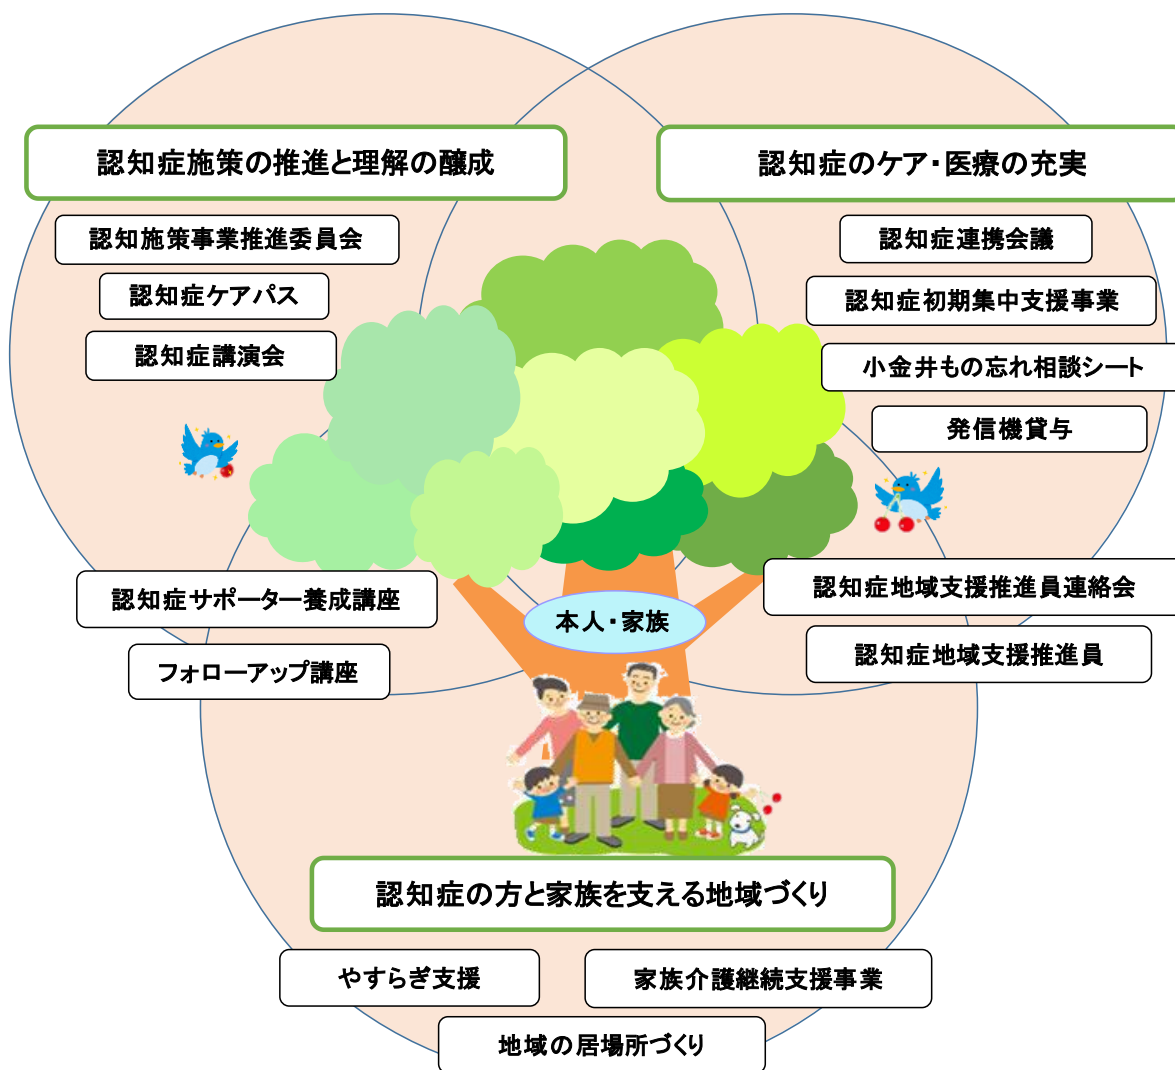 認知症施策の推進と理解の醸成
認知施策事業推進委員会
認知症ケアパス
認知症講演会
認知症のケア・医療の充実
認知症連携会議
認知症初期集中支援事業
小金井もの忘れ相談シート
発信機貸与
認知症サポーター養成講座
フォローアップ講座
本人・家族
認知症地域支援推進員連絡会
認知症地域支援推進員
認知症の方と家族を支える地域づくり
やすらぎ支援
家族介護継続支援事業
地域の居場所づくり